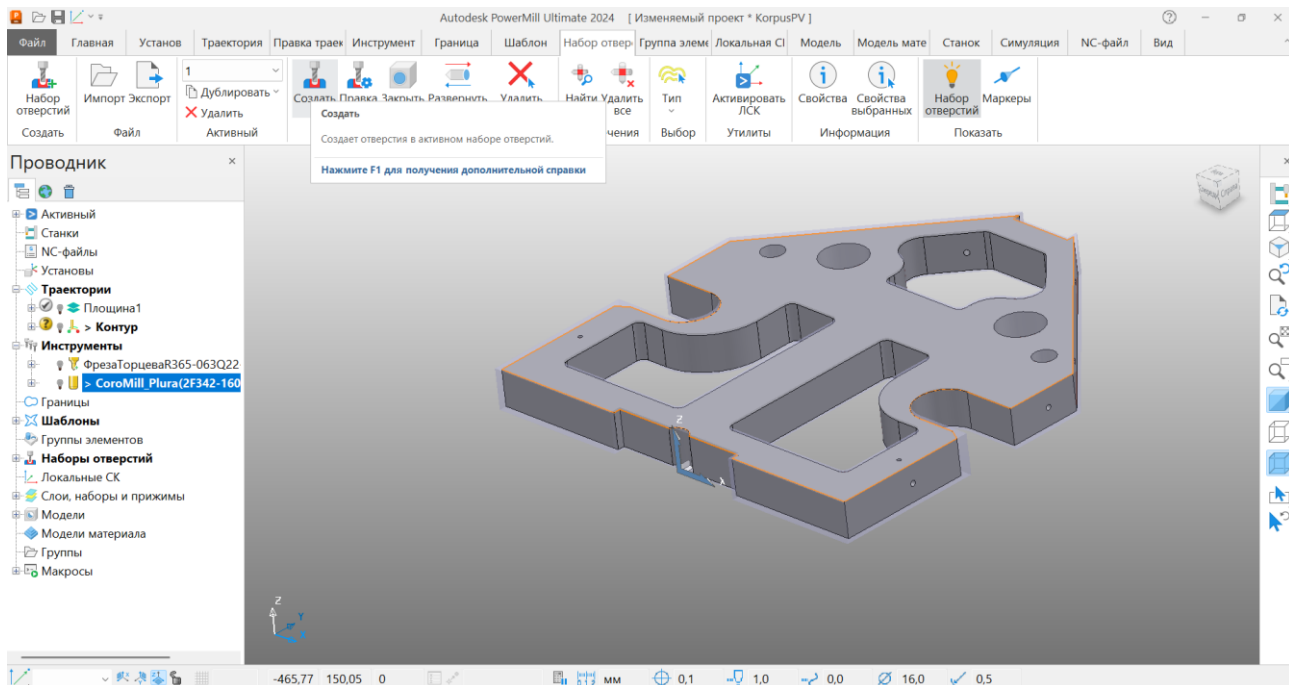 Autodesk PowerMill Ultimate 2024 [ Изменяемый проект * KorpusPV ]
Файл Главная Установ Траектория Правка трае Инструмент Граница Шаблон Набор отвер Группа элем Локальная СІ Модель Модель мате Станок Симуляция NC-файл Вид
1
Дублировать
Удалить
Набор отверстий
Импорт Экспорт
Создать Правка Закрыть Развернуть Удалить
Найти Удалить все
Тип
Активировать ЛСК
Свойства Свойства выбранных
Набор отверстий
Маркеры
Создать Файл Активный чения Выбор Утилиты Информация Показать
Создать
Создает отверстия в активном наборе отверстий.
Нажмите F1 для получения дополнительной справки
Проводник
Активный
Станки
NC-файлы
Установы
Траектории
Площина1
> Контур
Инструменты
ФрезаТорцеваR365-063Q22
> CoroMill_Plura(2F342-160
Границы
Шаблоны
Группы элементов
Наборы отверстий
Локальные СК
Слои, наборы и прижимы
Модели
Модели материала
Группы
Макросы
Z
X
Z
Y
X
-465,77 150,05 0 мм 0,1 1,0 0,0 16,0 0,5